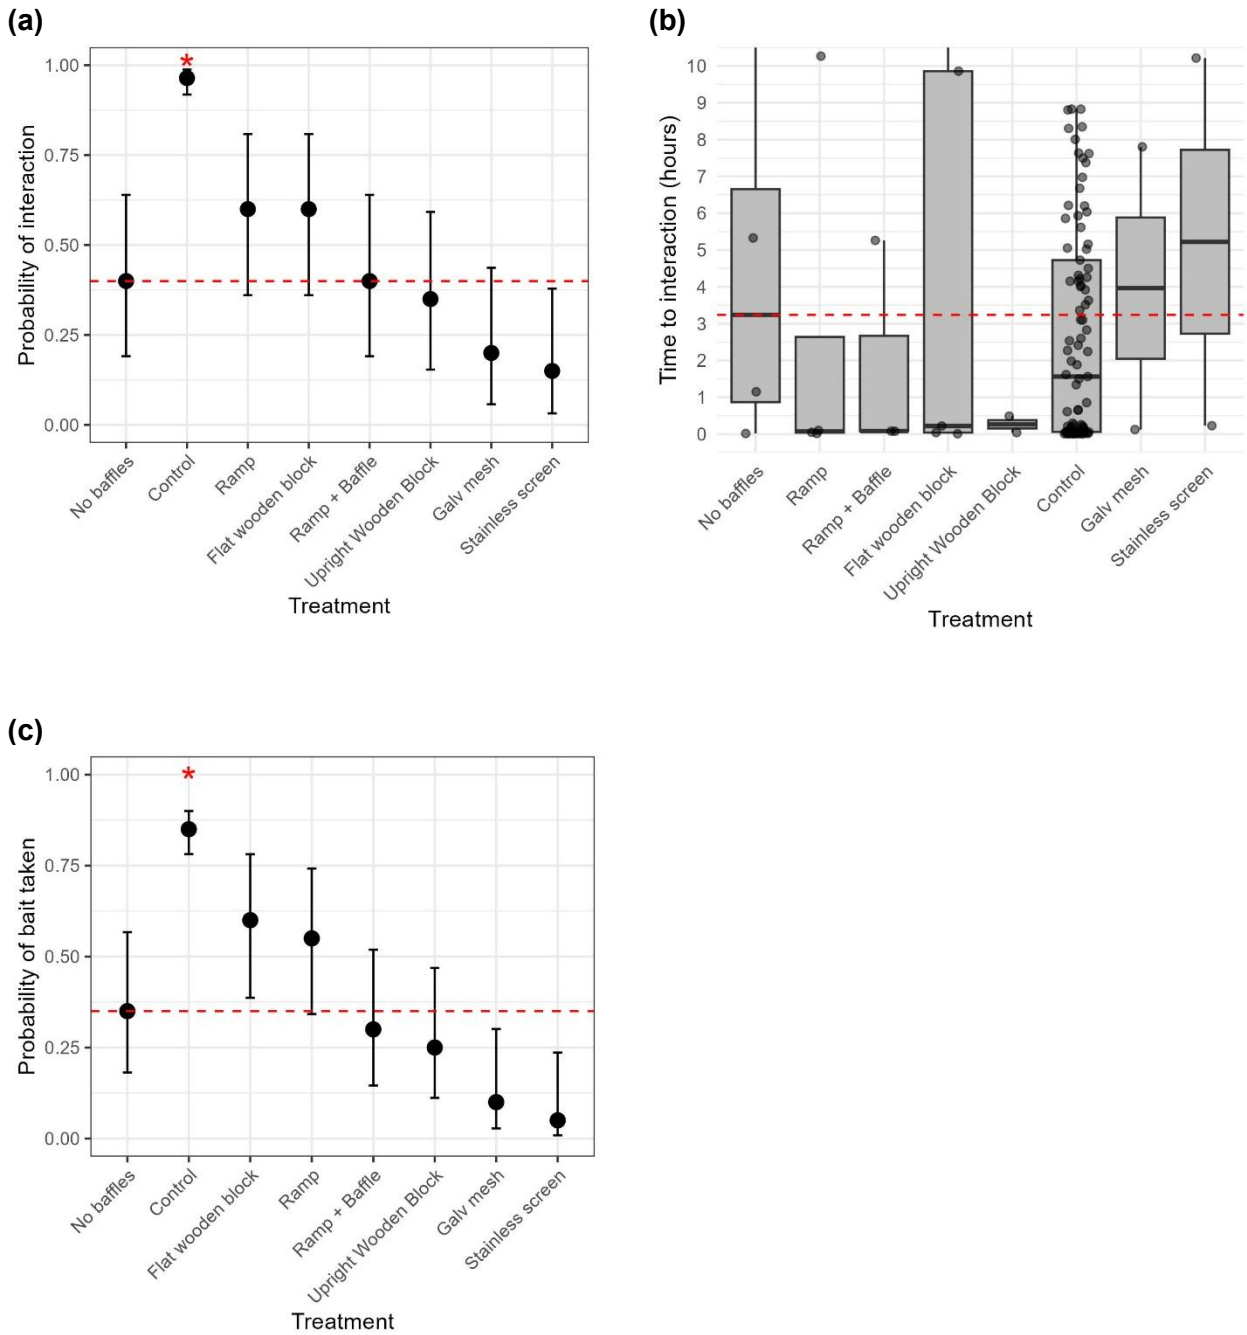 (a)
*
1.00
0.75
0.50
0.25
0.00
Probability of interaction
No baffles
Control
Ramp
Flat wooden block
Ramp + Baffle
Upright Wooden Block
Galv mesh
Stainless screen
Treatment
(b)
10
9
8
7
6
5
4
3
2
1
0
Time to interaction (hours)
No baffles
Ramp
Ramp + Baffle
Flat wooden block
Upright Wooden Block
Control
Galv mesh
Stainless screen
Treatment
(c)
*
1.00
0.75
0.50
0.25
0.00
Probability of bait taken
No baffles
Control
Flat wooden block
Ramp
Ramp + Baffle
Upright Wooden Block
Galv mesh
Stainless screen
Treatment